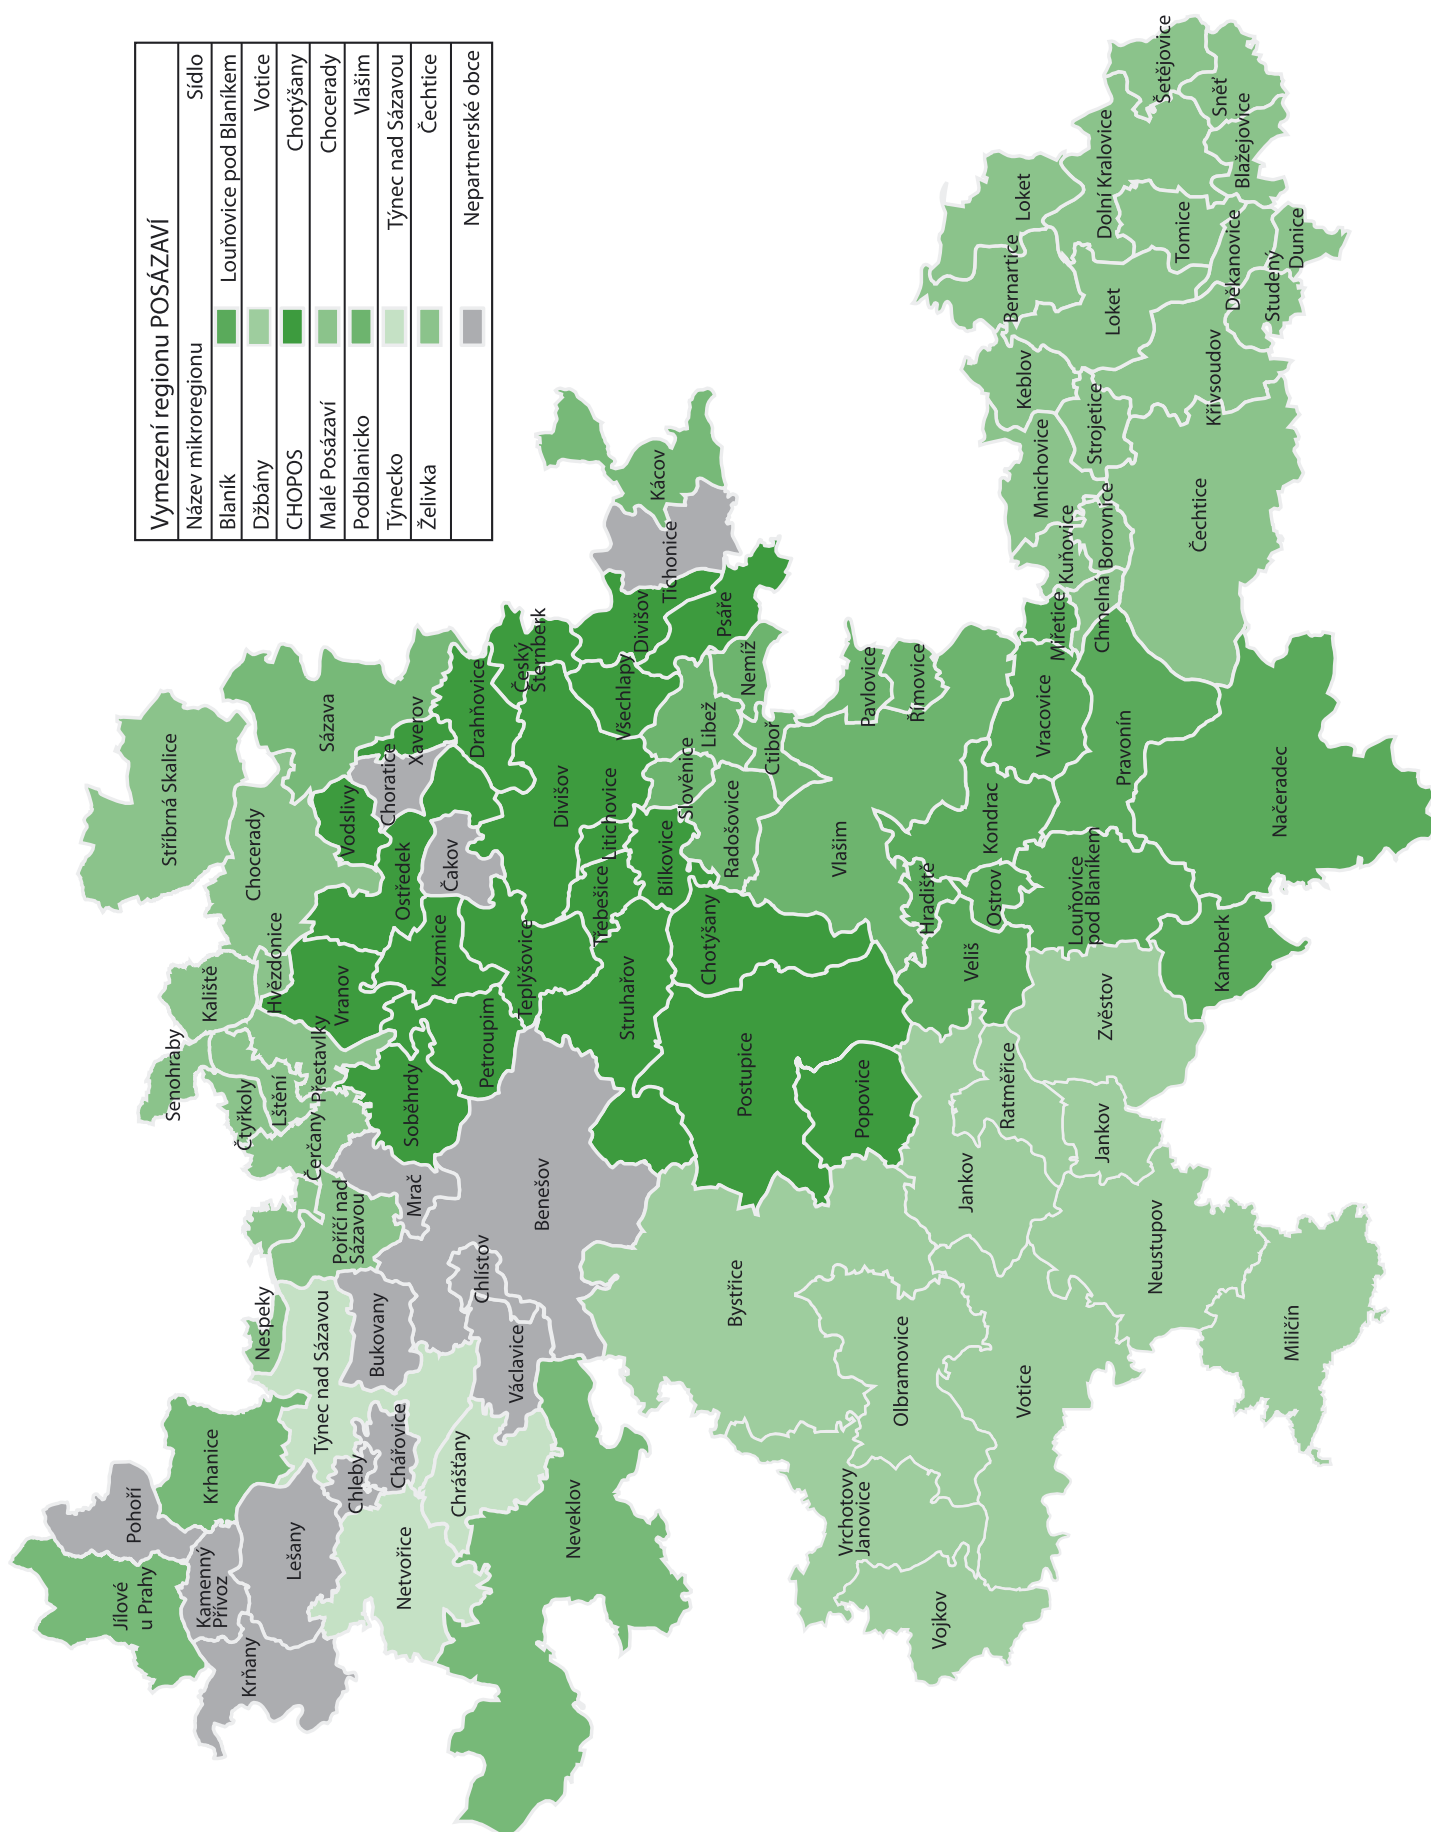 Vymezení regionu POSÁZAVÍ
Název mikroregionu Sídlo
Blaník Louňovice pod Blaníkem
Džbány Votice
CHOPOS Chotýšany
Malé Posázaví Chocerady
Podblanicko Vlašim
Týnecko Týnec nad Sázavou
Želivka Čechtice
Nepartnerské obce
Jílové
u Prahy
Pohoří
Kamenný
Přívoz
Krňany
Krhanice
Lešany
Netvořice
Chleby
Chářovice
Chrášťany
Neveklov
Týnec nad Sázavou
Nespeky
Bukovany
Václavice
Chlístov
Benešov
Mrač
Poříčí nad
Sázavou
Čerčany
Čtyřkoly
Lštění
Přestavlky
Senohraby
Kaliště
Hvězdonice
Chocerady
Stříbrná Skalice
Sázava
Vodslivy
Choratice
Xaverov
Ostředek
Čakov
Vranov
Kozmice
Soběhrdy
Petroupim
Teplýšovice
Struhařov
Třebešice
Litichovice
Bílkovice
Divišov
Drahňovice
Český
Šternberk
Všechlapy
Divišov
Tichonice
Kácov
Psáře
Nemíž
Libež
Slověnice
Radošovice
Ctiboř
Chotýšany
Postupice
Popovice
Vlašim
Pavlovice
Římovice
Hradiště
Ostrov
Kondrac
Veliš
Vracovice
Miřetice
Pravonín
Louňovice
pod Blaníkem
Načeradec
Kamberk
Zvěstov
Ratměřice
Jankov
Jankov
Bystřice
Olbramovice
Votice
Vrchotovy
Janovice
Vojkov
Neustupov
Miličín
Chmelná
Kuňovice
Borovnice
Mnichovice
Strojetice
Keblov
Čechtice
Křivsoudov
Loket
Bernartice
Loket
Dolní Kralovice
Tomice
Děkanovice
Studený
Dunice
Blažejovice
Sněť
Šetějovice